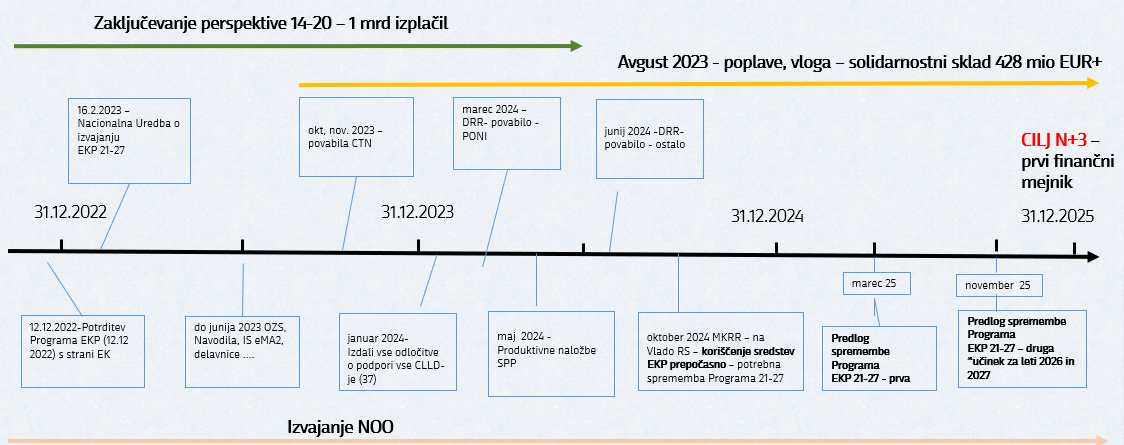 Zaključevanje perspektive 14-20 – 1 mrd izplačil
Avgust 2023 - poplave, vloga – solidarnostni sklad 428 mio EUR+
16.2.2023 –
Nacionalna Uredba o
izvajanju
EKP 21-27
okt, nov. 2023 –
povabila CTN
marec 2024 –
DRR- povabilo -
PONI
junij 2024 -DRR-
povabilo - ostalo
CILJ N+3 –
prvi finančni
mejnik
31.12.2022
31.12.2023
31.12.2024
31.12.2025
12.12.2022-Potrditev
Programa EKP (12.12
2022) s strani EK
do junija 2023 OZS,
Navodila, IS eMA2,
delavnice ....
januar 2024-
Izdali vse odločitve
o podpori vse CLLD-
je (37)
maj 2024 -
Produktivne naložbe
SPP
oktober 2024 MKRR – na
Vlado RS – koriščenje sredstev
EKP prepočasno – potrebna
sprememba Programa 21-27
marec 25
Predlog
spremembe
Programa
EKP 21-27 - prva
november 25
Predlog spremembe
Programa
EKP 21-27 – druga
*učinek za leti 2026 in
2027
Izvajanje NOO